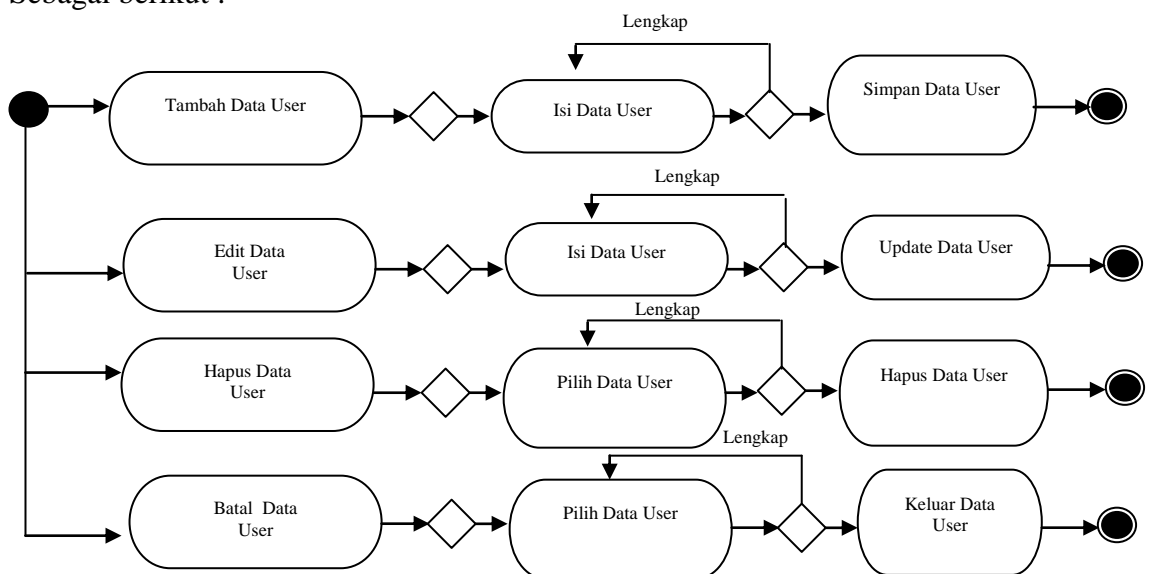 Sebagai berikut :
Lengkap
Tambah Data User
Isi Data User
Simpan Data User
Lengkap
Edit Data
User
Isi Data User
Update Data User
Lengkap
Hapus Data
User
Pilih Data User
Hapus Data User
Lengkap
Batal Data
User
Pilih Data User
Keluar Data
User